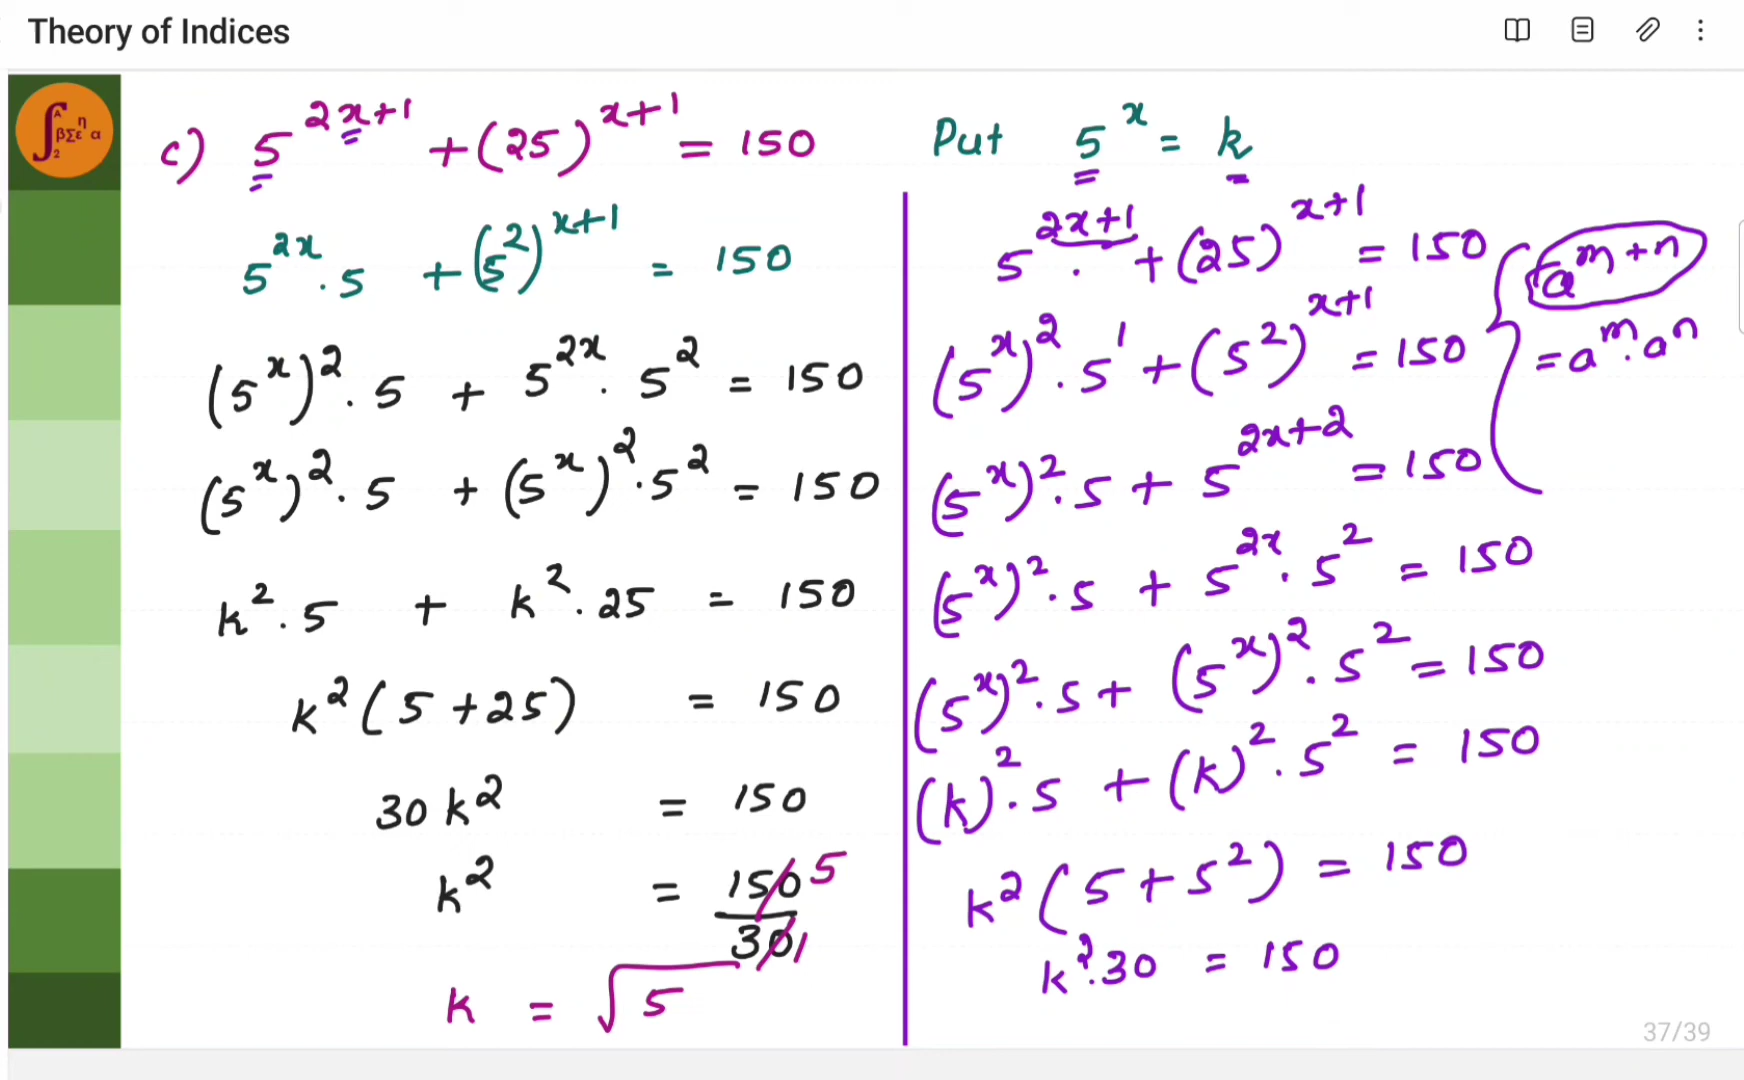 Theory of Indices
c) 5^{2x+1} + (25)^{x+1} = 150
5^{2x} . 5 + (5^2)^{x+1} = 150
(5^x)^2 . 5 + 5^{2x} . 5^2 = 150
(5^x)^2 . 5 + (5^x)^2 . 5^2 = 150
k^2 . 5 + k^2 . 25 = 150
k^2 (5 + 25) = 150
30 k^2 = 150
k^2 = 150/30 5 1
k = √5
Put 5^x = k
5^{2x+1} + (25)^{x+1} = 150
(5^x)^2 . 5^1 + (5^2)^{x+1} = 150
(5^x)^2 . 5 + 5^{2x+2} = 150
(5^x)^2 . 5 + 5^{2x} . 5^2 = 150
(5^x)^2 . 5 + (5^x)^2 . 5^2 = 150
(k)^2 . 5 + (k)^2 . 5^2 = 150
k^2 (5 + 5^2) = 150
k^2 . 30 = 150
a^{m+n}
= a^m . a^n
37/39